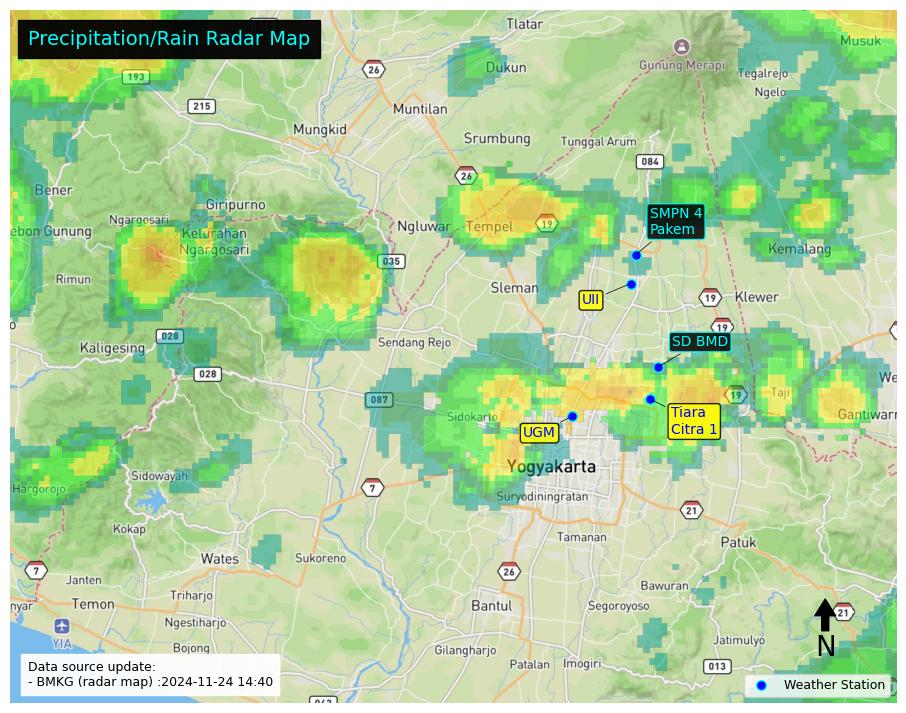 Precipitation/Rain Radar Map
Tlatar
Musuk
26
Gunung Merapi
Dukun
Tegalrejo
193
Ngelo
215
Muntilan
Mungkid
Srumbung
Tunggal Arum
084
26
Bener
Giripurno
SMPN 4
Pakem
Ngargosari
Ngluwar
Tempel
19
ebon Gunung
Kelurahan
Ngargosari
Kemalang
035
Rimun
Sleman
UII
19
Klewer
19
028
Sendang Rejo
SD BMD
Kaligesing
028
We
087
19
Taji
Sidokarto
Tiara
Citra 1
Gantiwarn
UGM
Yogyakarta
Sidowayah
Hargorojo
7
Suryodiningratan
21
Kokap
Tamanan
Patuk
Wates
Sukoreno
7
26
Janten
Bawuran
Triharjo
nyar
Temon
Bantul
Segoroyoso
21
Ngestiharjo
YIA
N
Jatimulyo
Bojong
Gilangharjo
Patalan
Imogiri
013
Data source update:
- BMKG (radar map) :2024-11-24 14:40
Weather Station